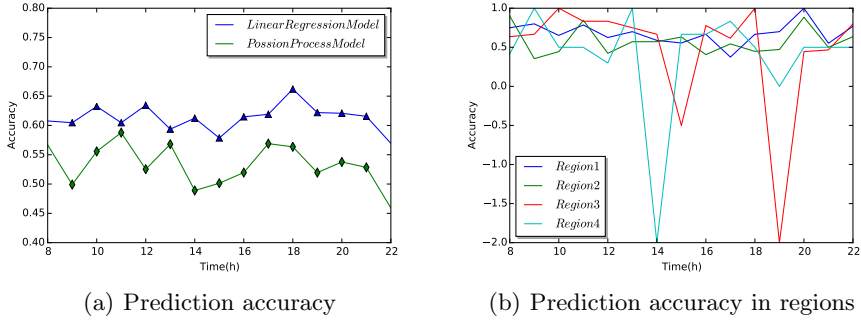 0.80
0.75
0.70
0.65
0.60
0.55
0.50
0.45
0.40
Accuracy
LinearRegressionModel
PossionProcessModel
8 10 12 14 16 18 20 22
Time(h)
(a) Prediction accuracy
1.0
0.5
0.0
−0.5
−1.0
−1.5
−2.0
Accuracy
Region1
Region2
Region3
Region4
8 10 12 14 16 18 20 22
Time(h)
(b) Prediction accuracy in regions